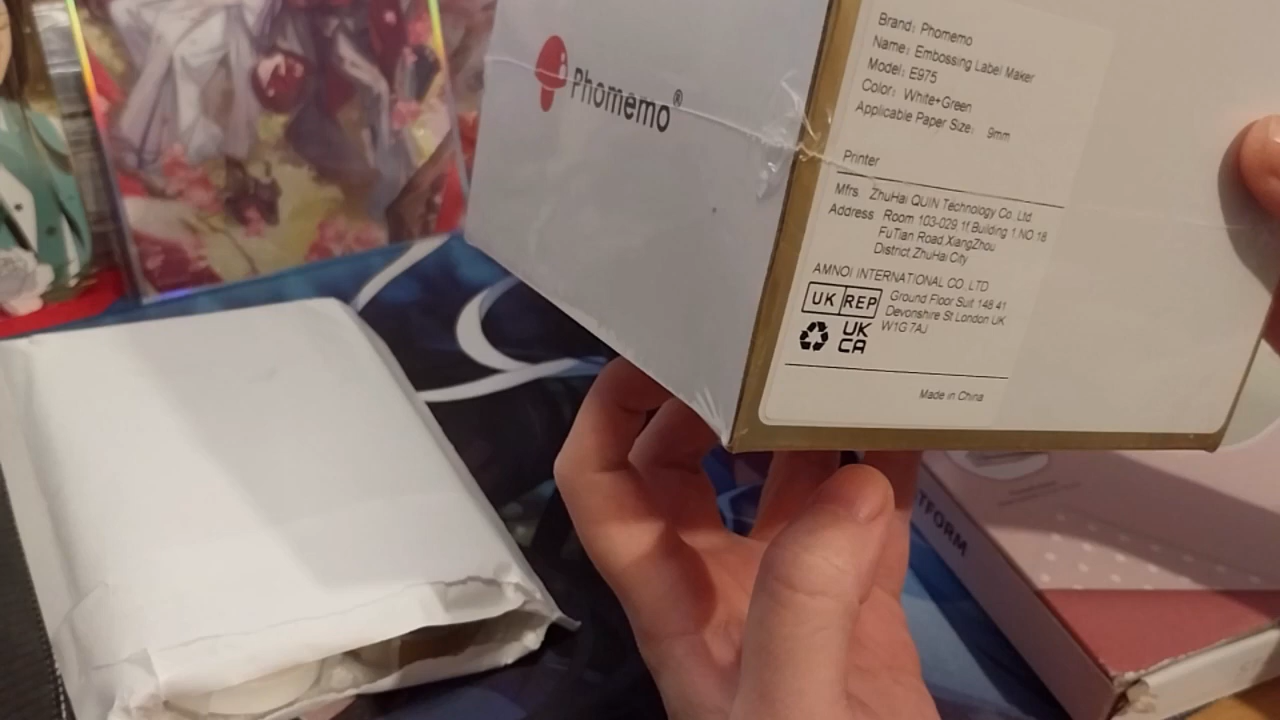 Phomemo®
Brand: Phomemo
Name: Embossing Label Maker
Model: E975
Color: White+Green
Applicable Paper Size: 9mm
Printer
Mfrs ZhuHai QUIN Technology Co, Ltd
Address Room 103-029 1f Building 1, NO 18
FuTian Road XiangZhou
District ZhuHai City
AMNOI INTERNATIONAL CO. LTD
UK REP
Ground Floor Suit 148 41
Devonshire St London UK
W1G 7AJ
UK
CA
Made in China
TFORM